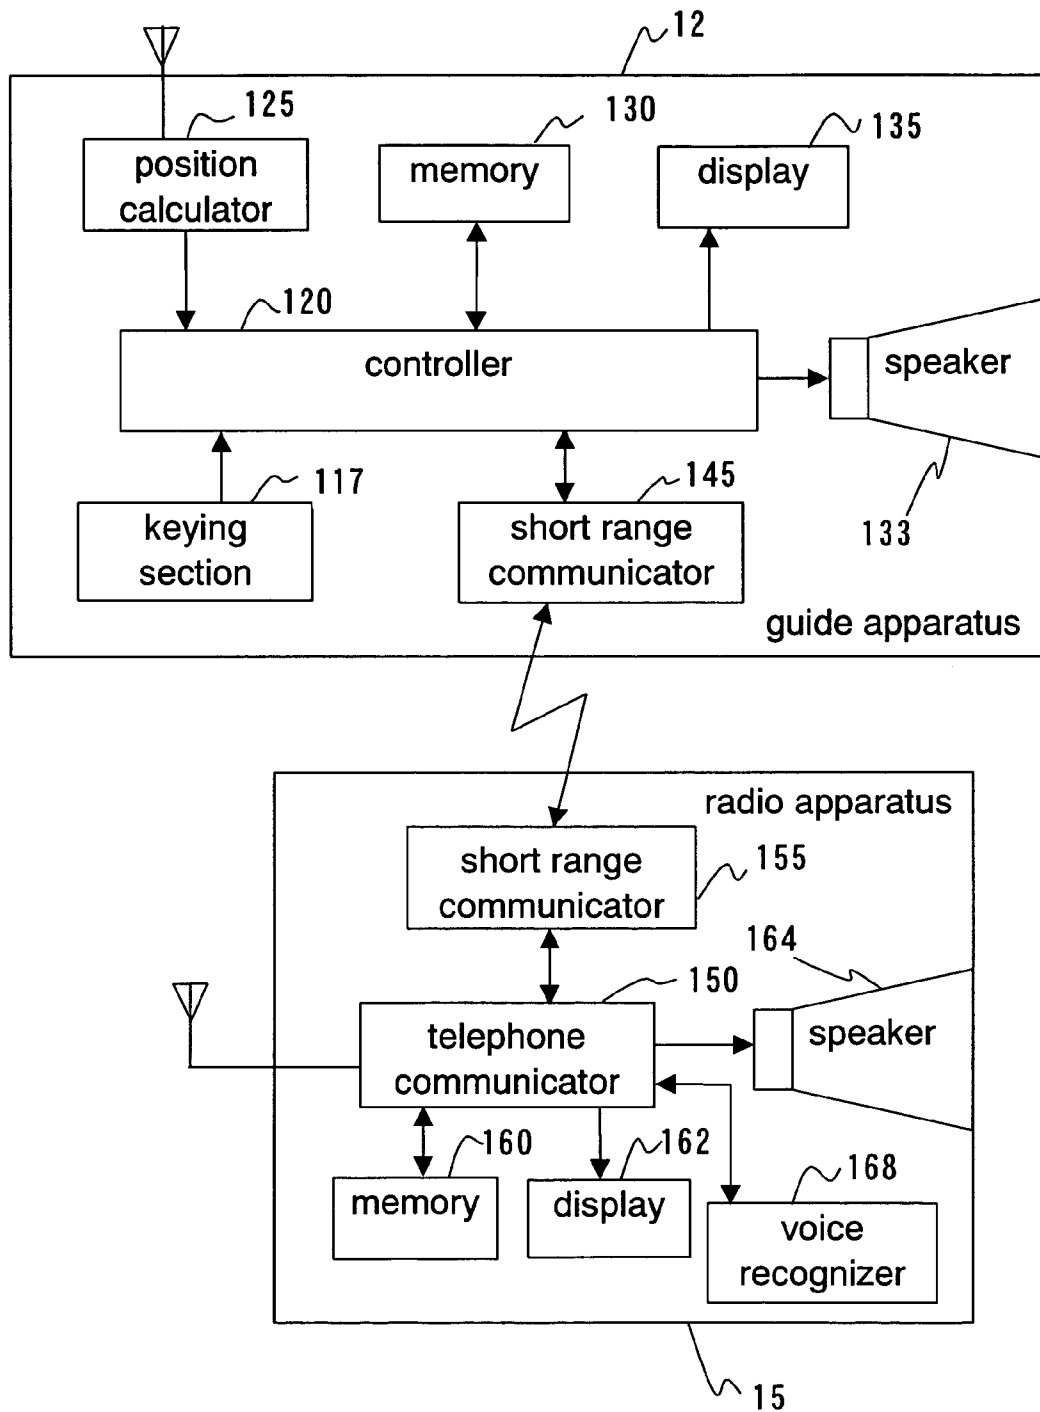 12
125
130
135
position
calculator
memory
display
120
controller
speaker
117
145
133
keying
section
short range
communicator
guide apparatus
radio apparatus
short range
communicator
155
164
150
telephone
communicator
speaker
160
162
168
memory
display
voice
recognizer
15